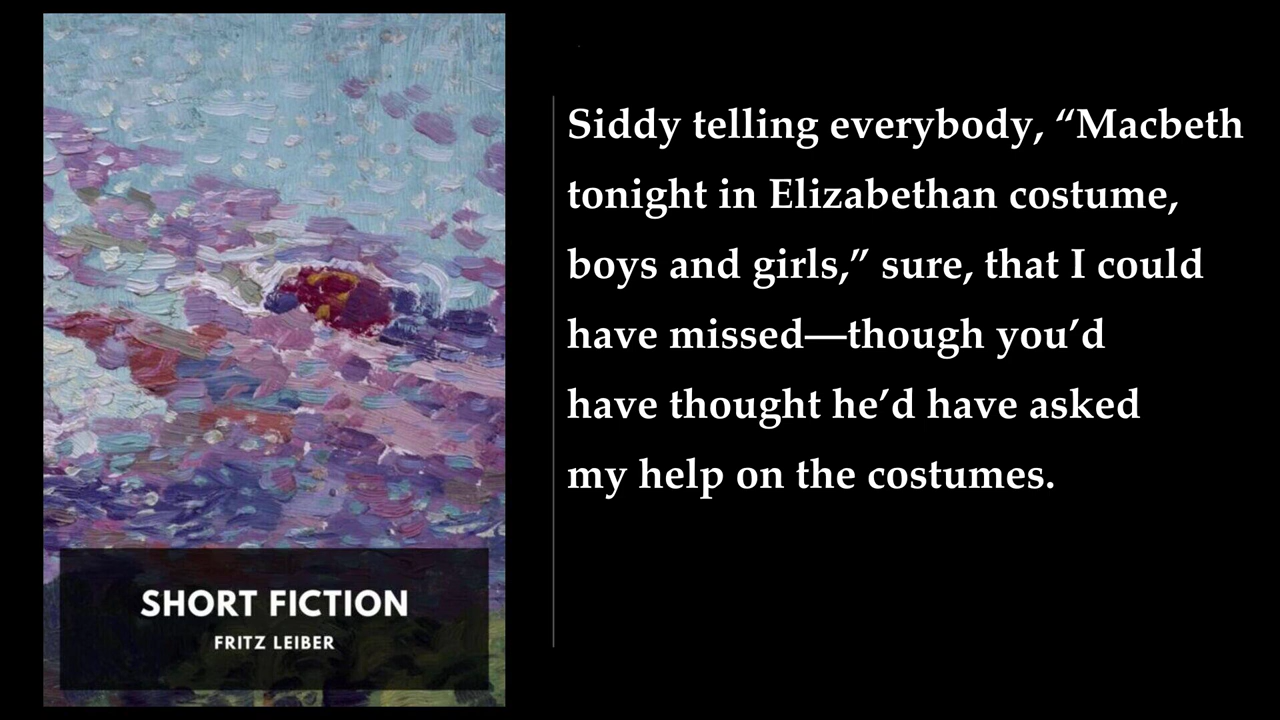 SHORT FICTION
FRITZ LEIBER
Siddy telling everybody, “Macbeth
tonight in Elizabethan costume,
boys and girls,” sure, that I could
have missed—though you’d
have thought he’d have asked
my help on the costumes.